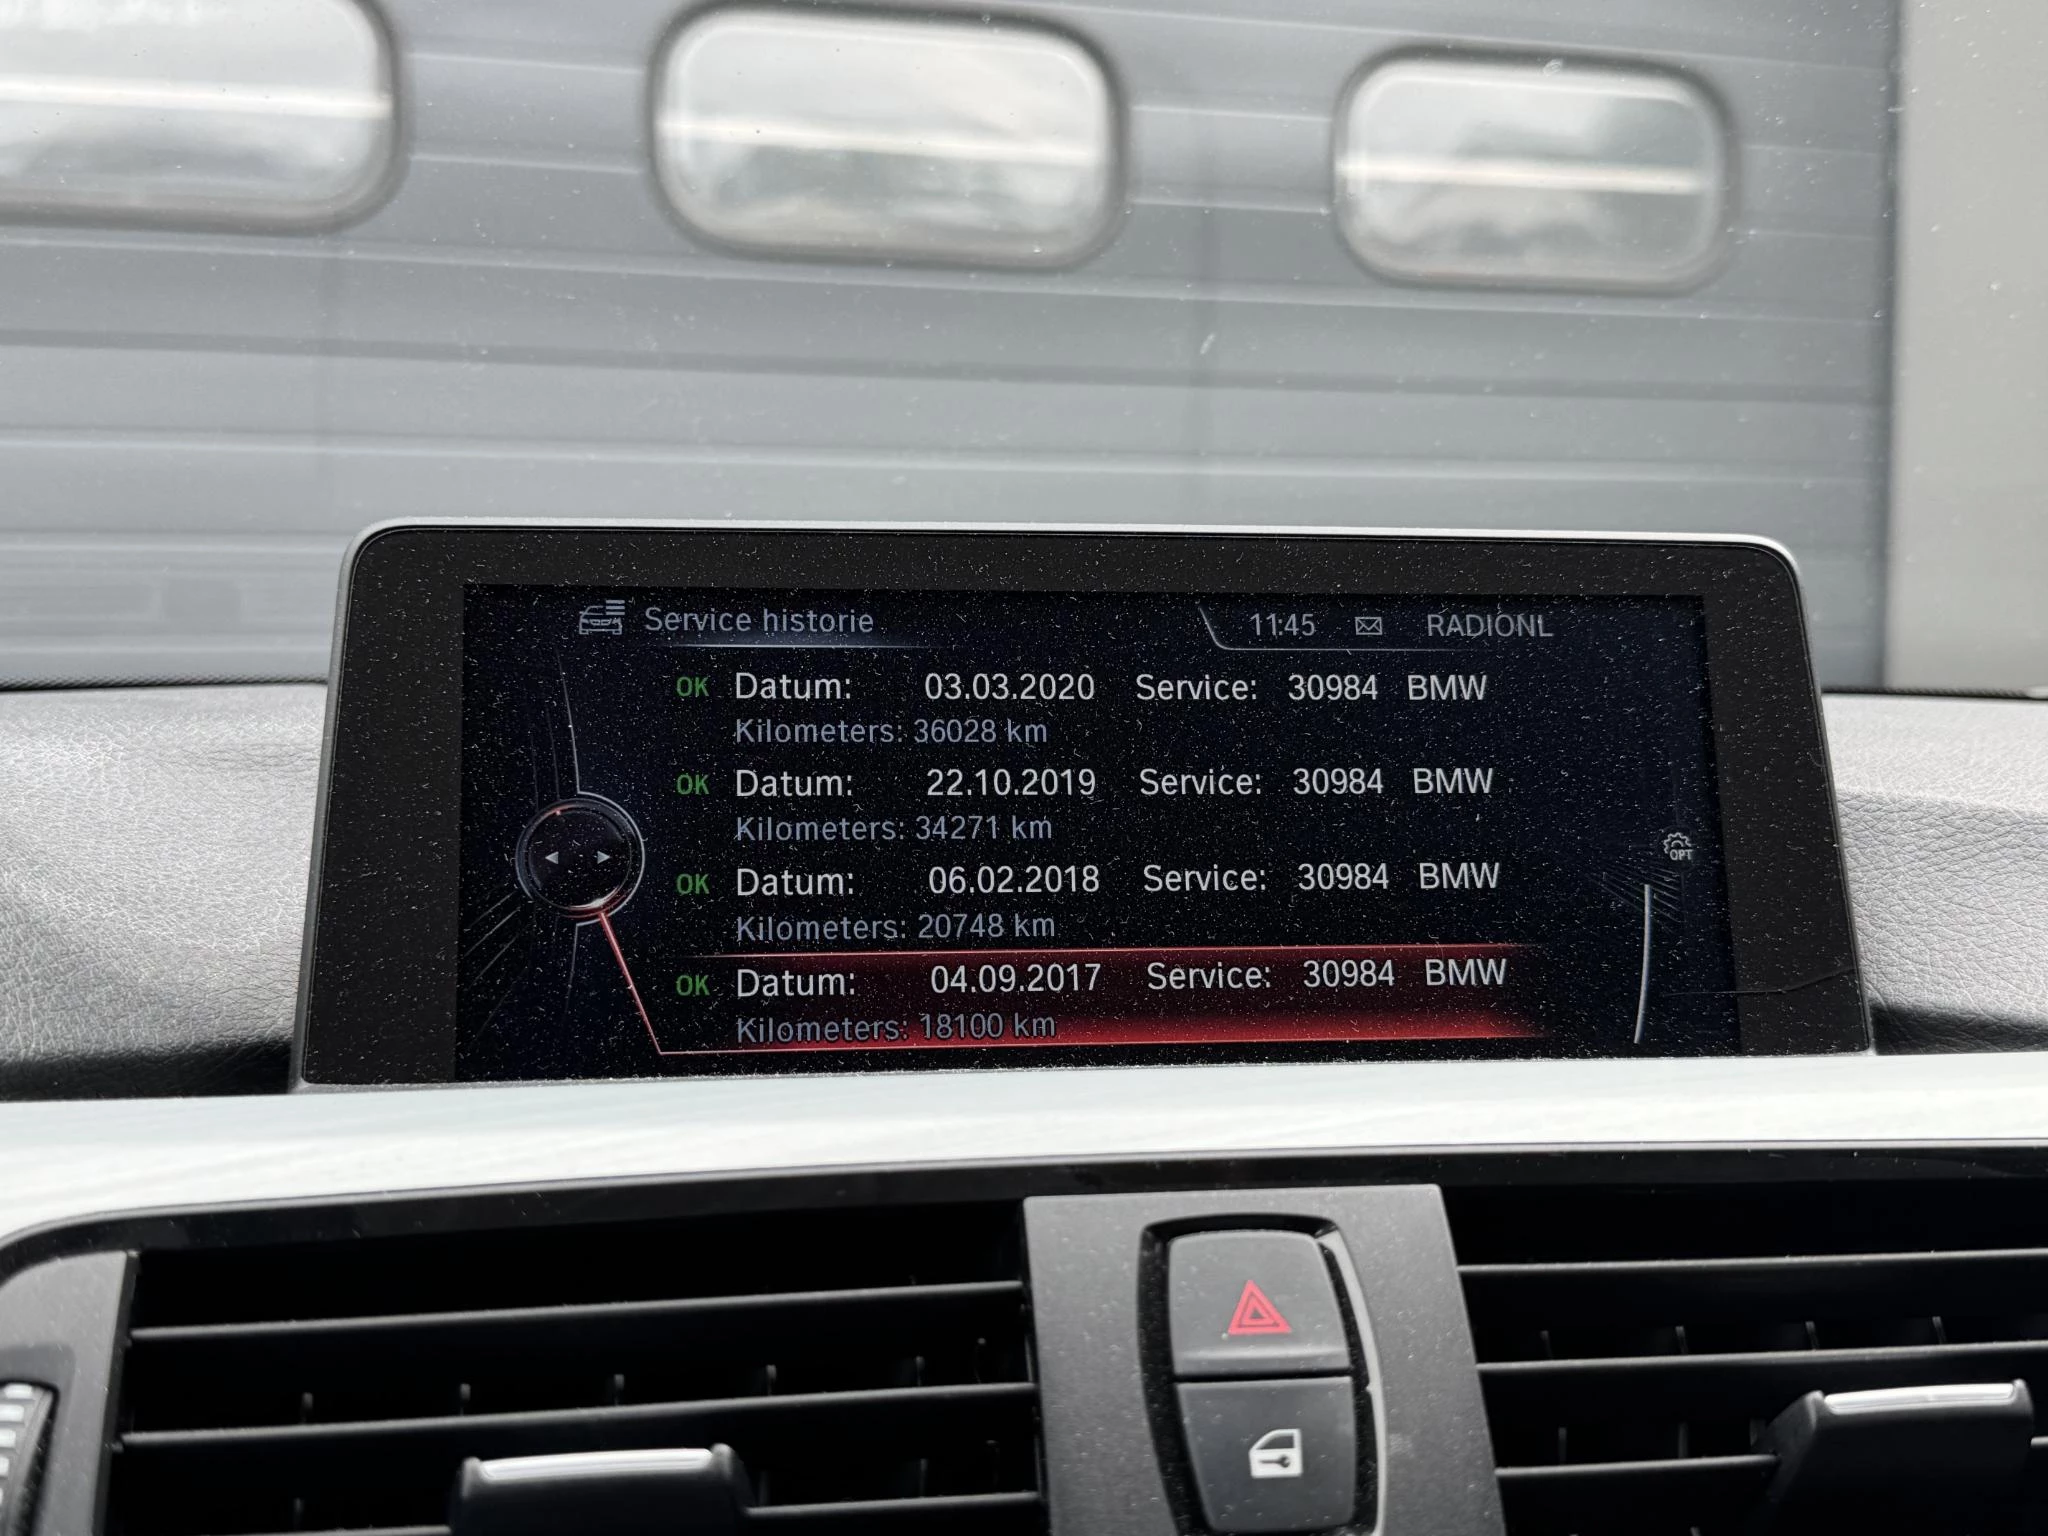 Service historie 11:45 RADIONL
OK Datum: 03.03.2020 Service: 30984 BMW
Kilometers: 36028 km
OK Datum: 22.10.2019 Service: 30984 BMW
Kilometers: 34271 km
OK Datum: 06.02.2018 Service: 30984 BMW
OPT
Kilometers: 20748 km
OK Datum: 04.09.2017 Service: 30984 BMW
Kilometers: 18100 km